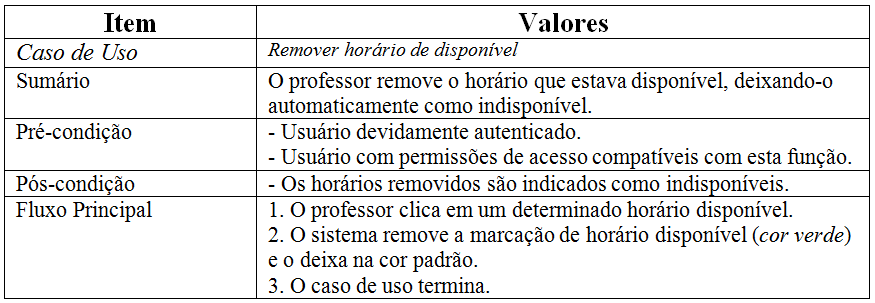 Item Valores
Caso de Uso Remover horário de disponível
Sumário O professor remove o horário que estava disponível, deixando-o
automaticamente como indisponível.
Pré-condição - Usuário devidamente autenticado.
- Usuário com permissões de acesso compatíveis com esta função.
Pós-condição - Os horários removidos são indicados como indisponíveis.
Fluxo Principal 1. O professor clica em um determinado horário disponível.
2. O sistema remove a marcação de horário disponível (cor verde)
e o deixa na cor padrão.
3. O caso de uso termina.